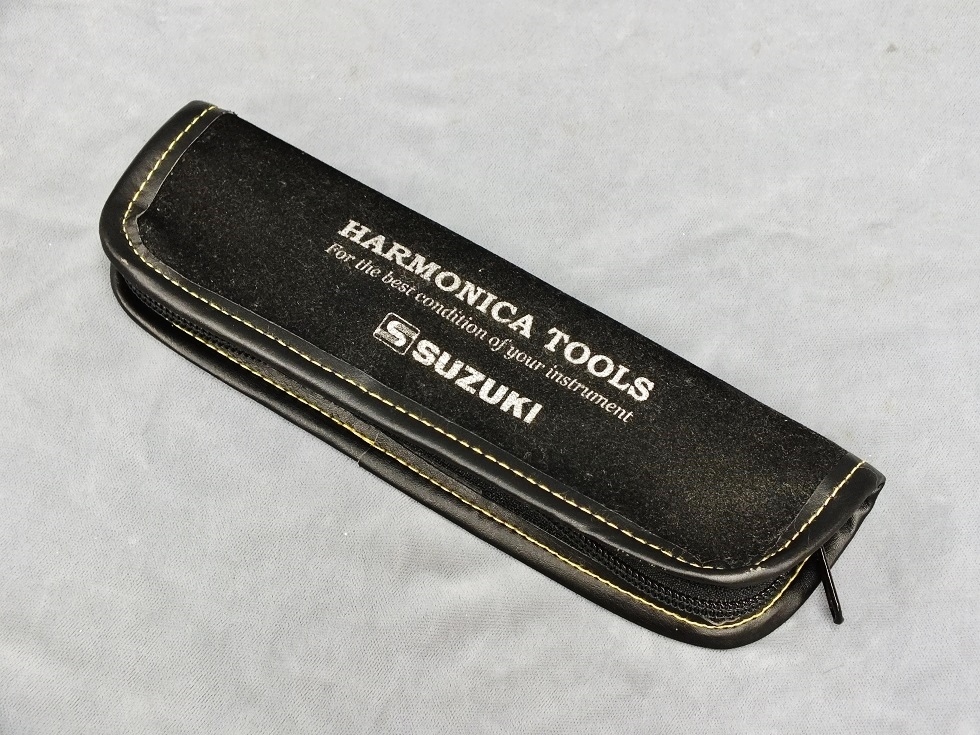 HARMONICA TOOLS
For the best condition of your instrument
S SUZUKI